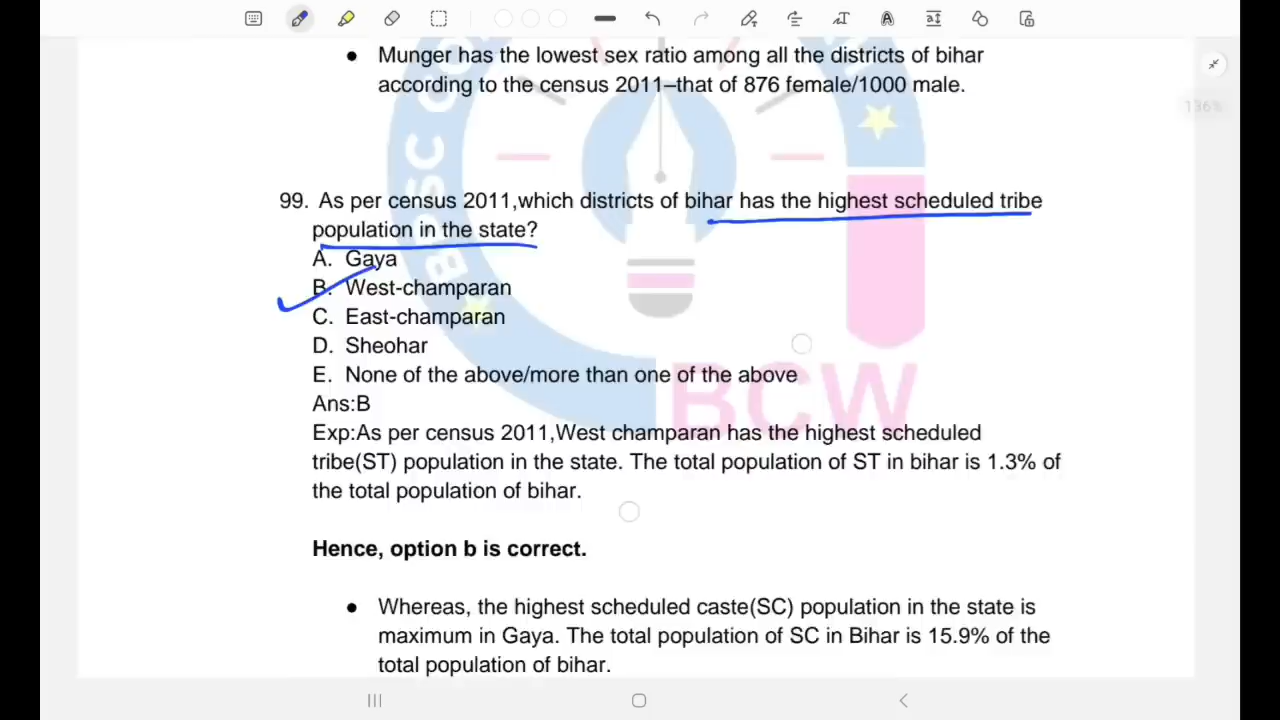 136%
● Munger has the lowest sex ratio among all the districts of bihar
according to the census 2011–that of 876 female/1000 male.
99. As per census 2011,which districts of bihar has the highest scheduled tribe
population in the state?
A. Gaya
B. West-champaran
C. East-champaran
D. Sheohar
E. None of the above/more than one of the above
Ans:B
Exp:As per census 2011,West champaran has the highest scheduled
tribe(ST) population in the state. The total population of ST in bihar is 1.3% of
the total population of bihar.
Hence, option b is correct.
● Whereas, the highest scheduled caste(SC) population in the state is
maximum in Gaya. The total population of SC in Bihar is 15.9% of the
total population of bihar.
BCW